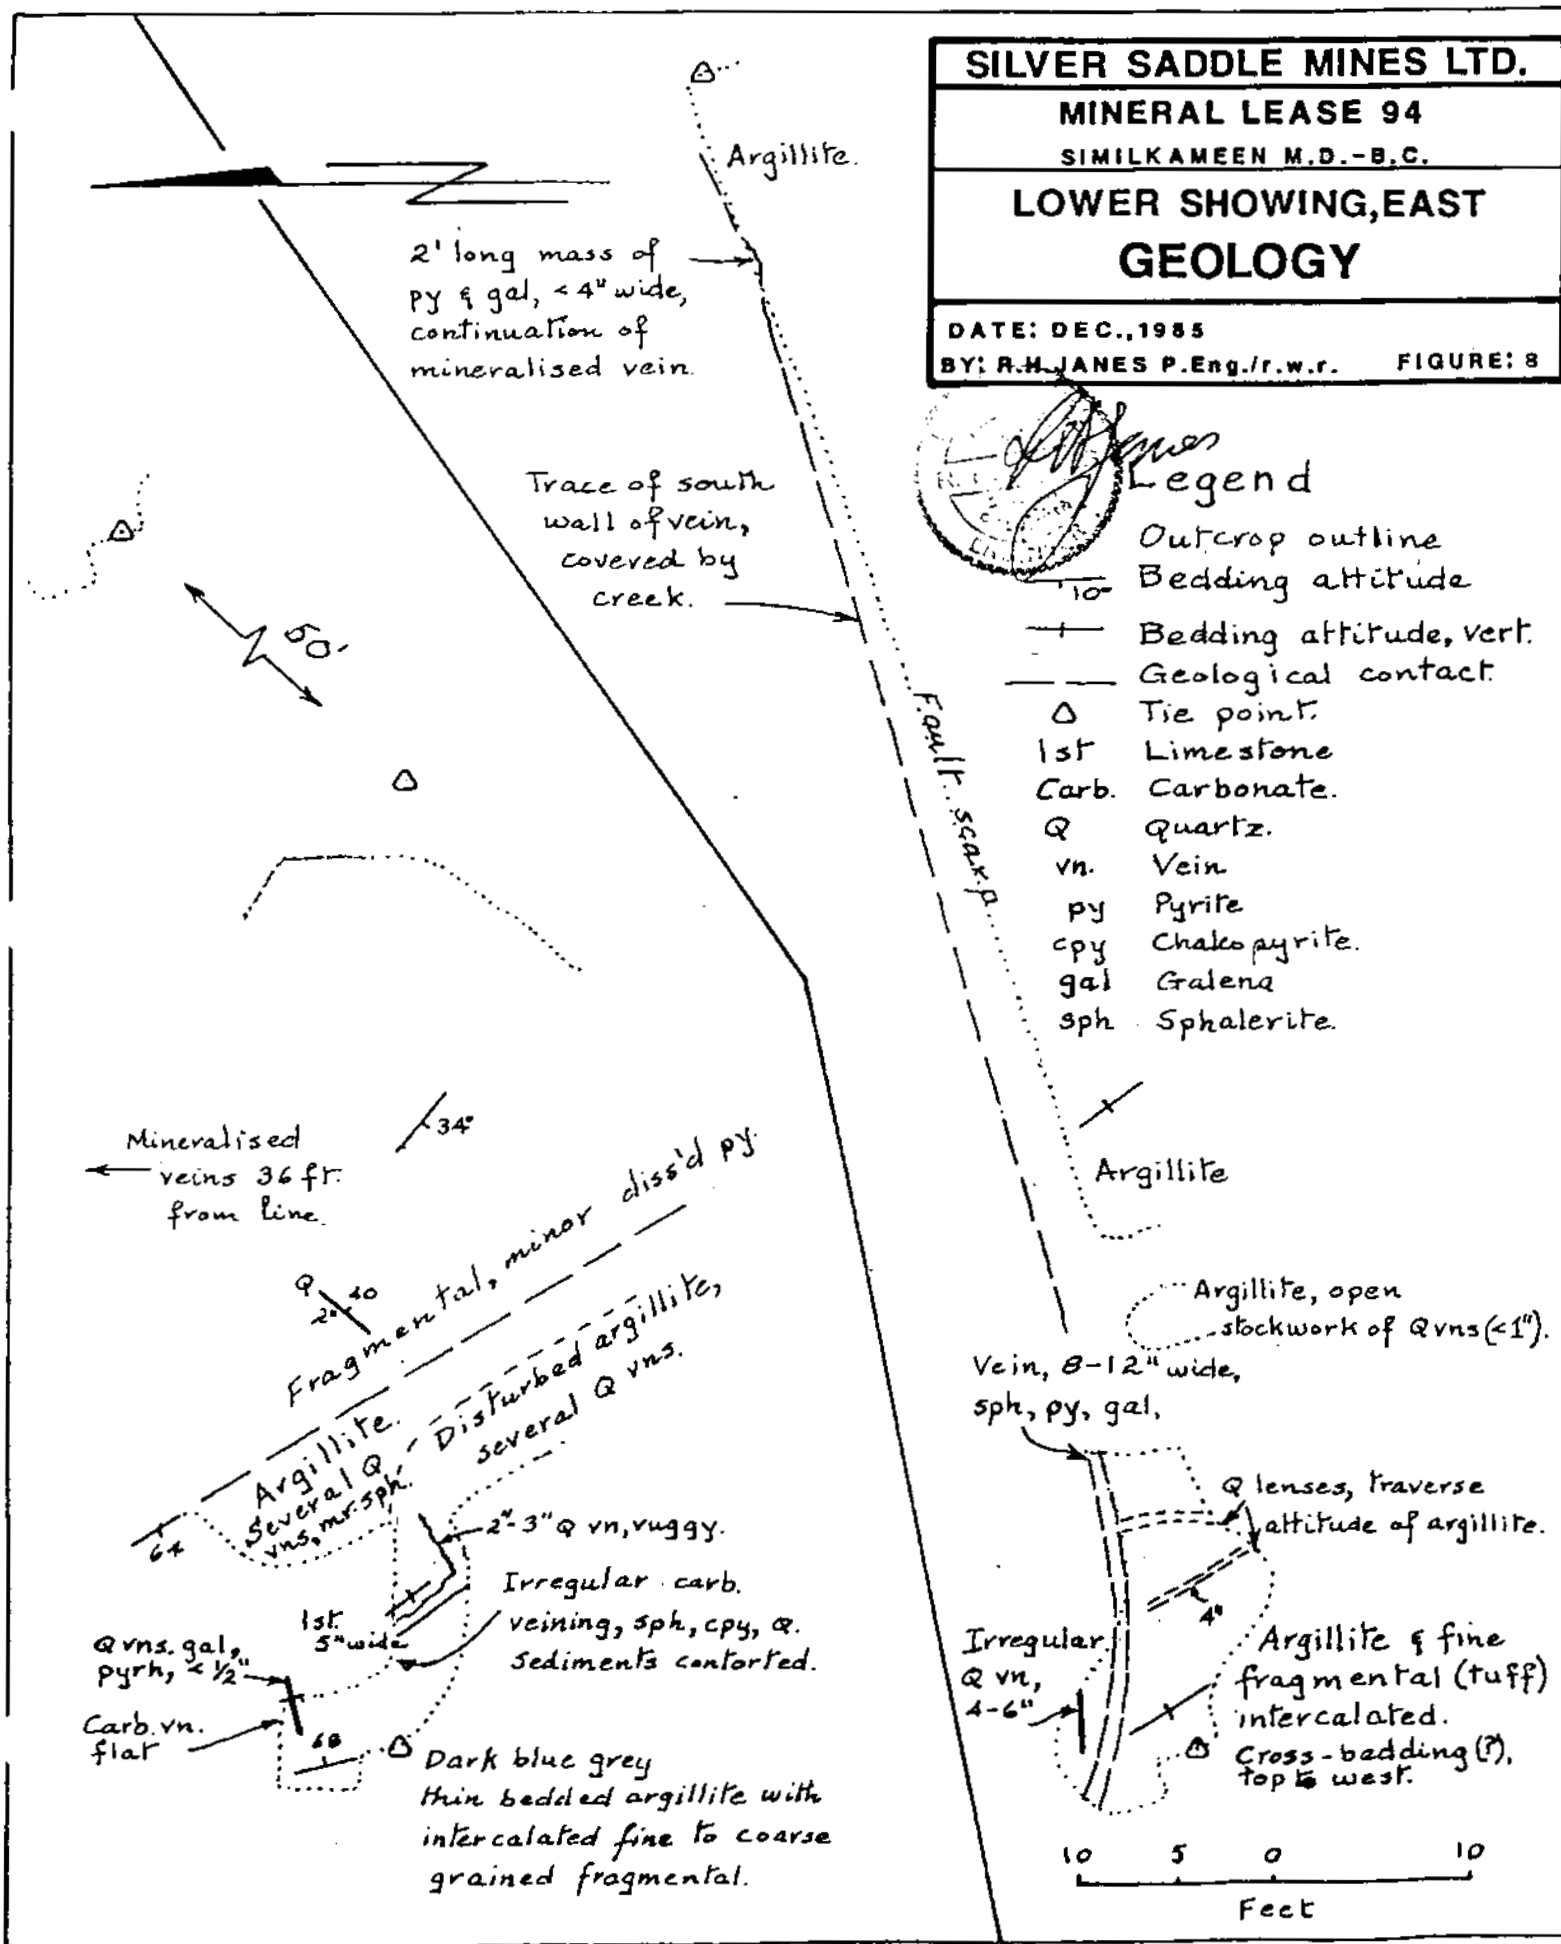 SILVER SADDLE MINES LTD.
MINERAL LEASE 94
SIMILKAMEEN M.D.-B.C.
LOWER SHOWING,EAST
GEOLOGY
DATE: DEC.,1985
BY: R.H.JANES P.Eng./r.w.r. FIGURE: 8
Argillite.
2' long mass of
py & gal, <4" wide,
continuation of
mineralised vein.
Trace of south
wall of vein,
covered by
creek.
50'
Fault scarp
Legend
Outcrop outline
10° Bedding attitude
Bedding attitude, vert.
Geological contact.
Tie point.
lst Limestone
Carb. Carbonate.
Q Quartz.
vn. Vein
py Pyrite
cpy Chalcopyrite.
gal Galena
sph Sphalerite.
34°
Mineralised
veins 36 ft.
from line.
Argillite
Q
2" 40
Fragmental, minor diss'd py.
Argillite.
Several Q
vns, mr. sph.
Disturbed argillite,
several Q vns.
64
Argillite, open
stockwork of Q vns (<1").
Vein, 8-12" wide,
sph, py, gal,
Q lenses, traverse
attitude of argillite.
4"
2"-3" Q vn, vuggy.
Irregular carb.
veining, sph, cpy, Q.
Sediments contorted.
lst.
5" wide
Q vns. gal,
pyrh, < 1/2"
Carb. vn.
flat
68
Dark blue grey
thin bedded argillite with
intercalated fine to coarse
grained fragmental.
Irregular
Q vn,
4-6"
Argillite & fine
fragmental (tuff)
intercalated.
Cross-bedding (?),
top to west.
10 5 0 10
Feet